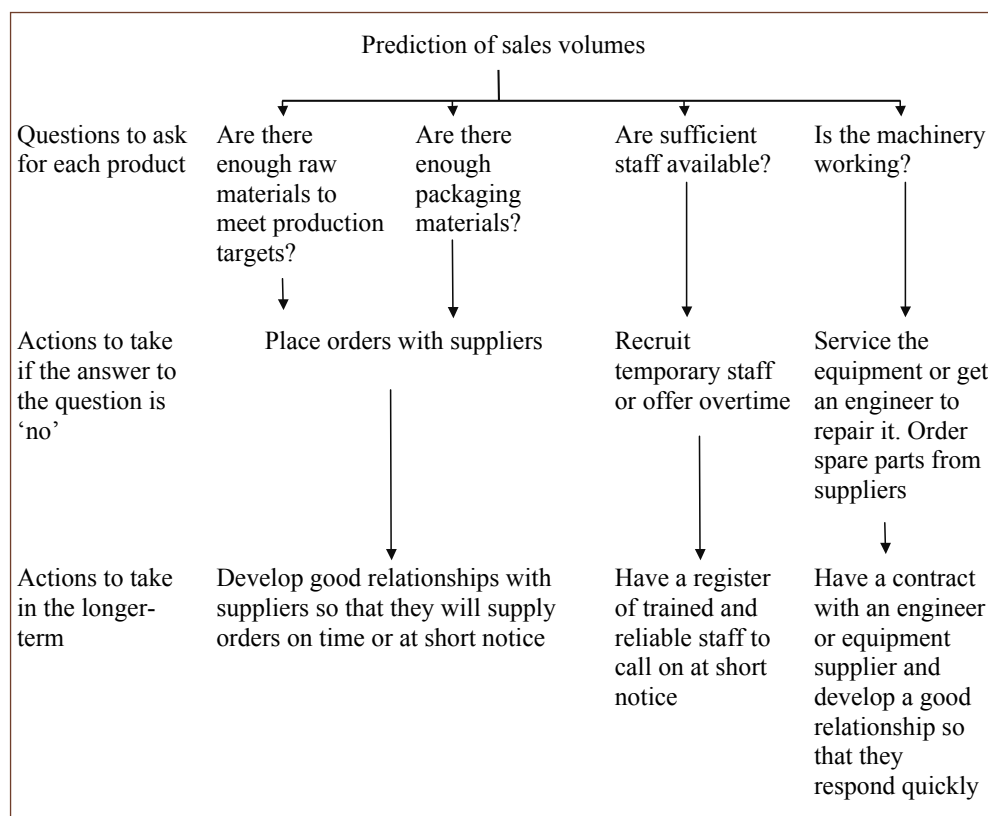 Prediction of sales volumes
Questions to ask
for each product
Are there
enough raw
materials to
meet production
targets?
Are there
enough
packaging
materials?
Are sufficient
staff available?
Is the machinery
working?
Actions to take
if the answer to
the question is
‘no’
Place orders with suppliers
Recruit
temporary staff
or offer overtime
Service the
equipment or get
an engineer to
repair it. Order
spare parts from
suppliers
Actions to take
in the longer-
term
Develop good relationships with
suppliers so that they will supply
orders on time or at short notice
Have a register
of trained and
reliable staff to
call on at short
notice
Have a contract
with an engineer
or equipment
supplier and
develop a good
relationship so
that they
respond quickly